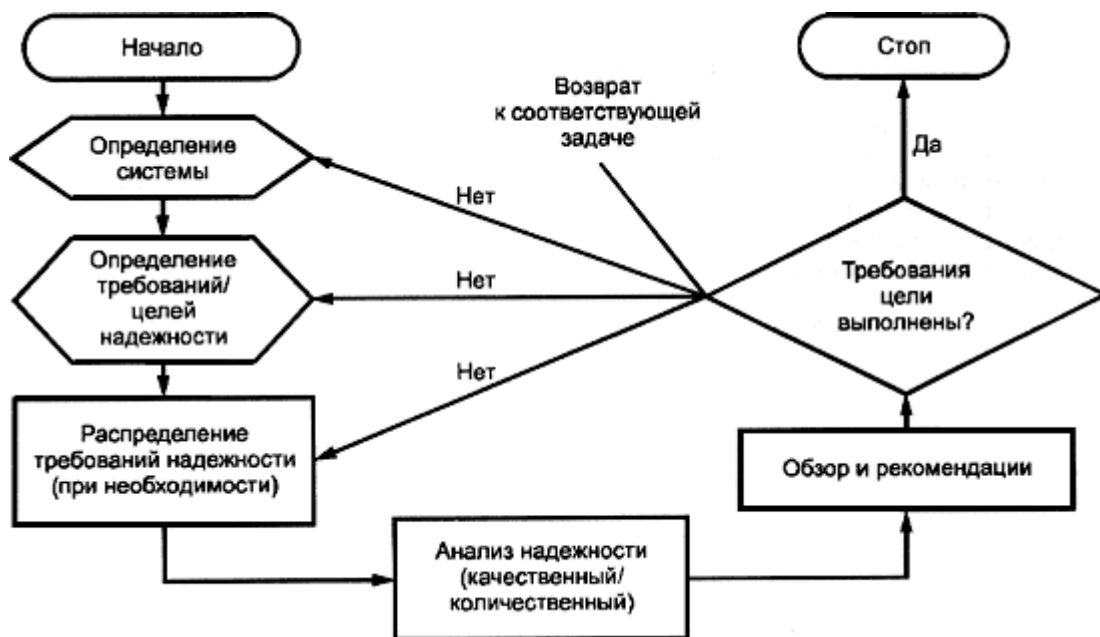 Начало
Определение
системы
Определение
требований/
целей
надежности
Распределение
требований надежности
(при необходимости)
Анализ надежности
(качественный/
количественный)
Обзор и рекомендации
Требования
цели
выполнены?
Да
Стоп
Возврат
к соответствующей
задаче
Нет
Нет
Нет